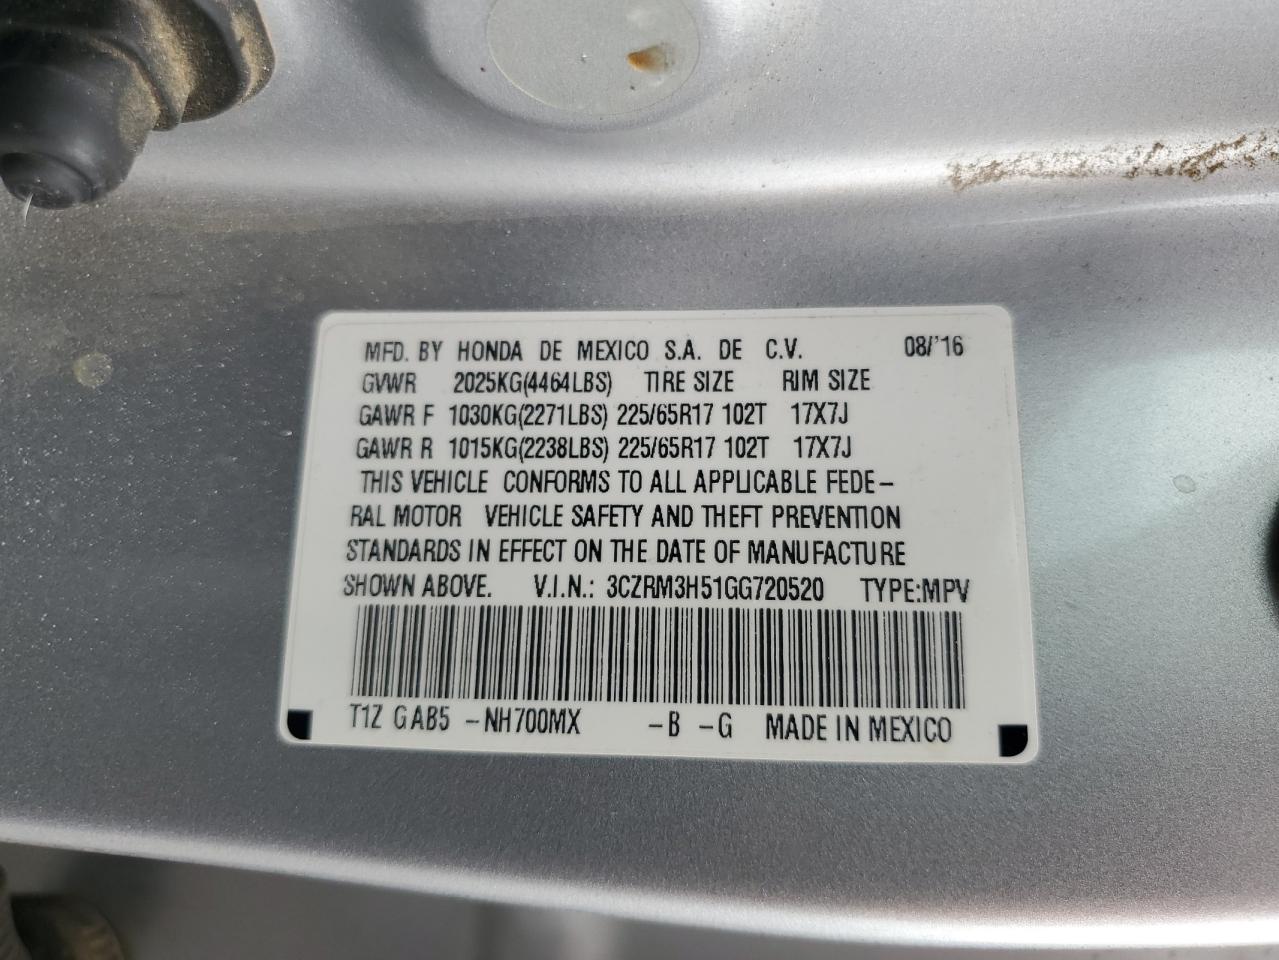 MFD. BY HONDA DE MEXICO S.A. DE C.V. 08/'16
GVWR 2025KG(4464LBS) TIRE SIZE RIM SIZE
GAWR F 1030KG(2271LBS) 225/65R17 102T 17X7J
GAWR R 1015KG(2238LBS) 225/65R17 102T 17X7J
THIS VEHICLE CONFORMS TO ALL APPLICABLE FEDE-
RAL MOTOR VEHICLE SAFETY AND THEFT PREVENTION
STANDARDS IN EFFECT ON THE DATE OF MANUFACTURE
SHOWN ABOVE. V.I.N.: 3CZRM3H51GG720520 TYPE:MPV
T1Z GAB5 -NH700MX -B -G MADE IN MEXICO